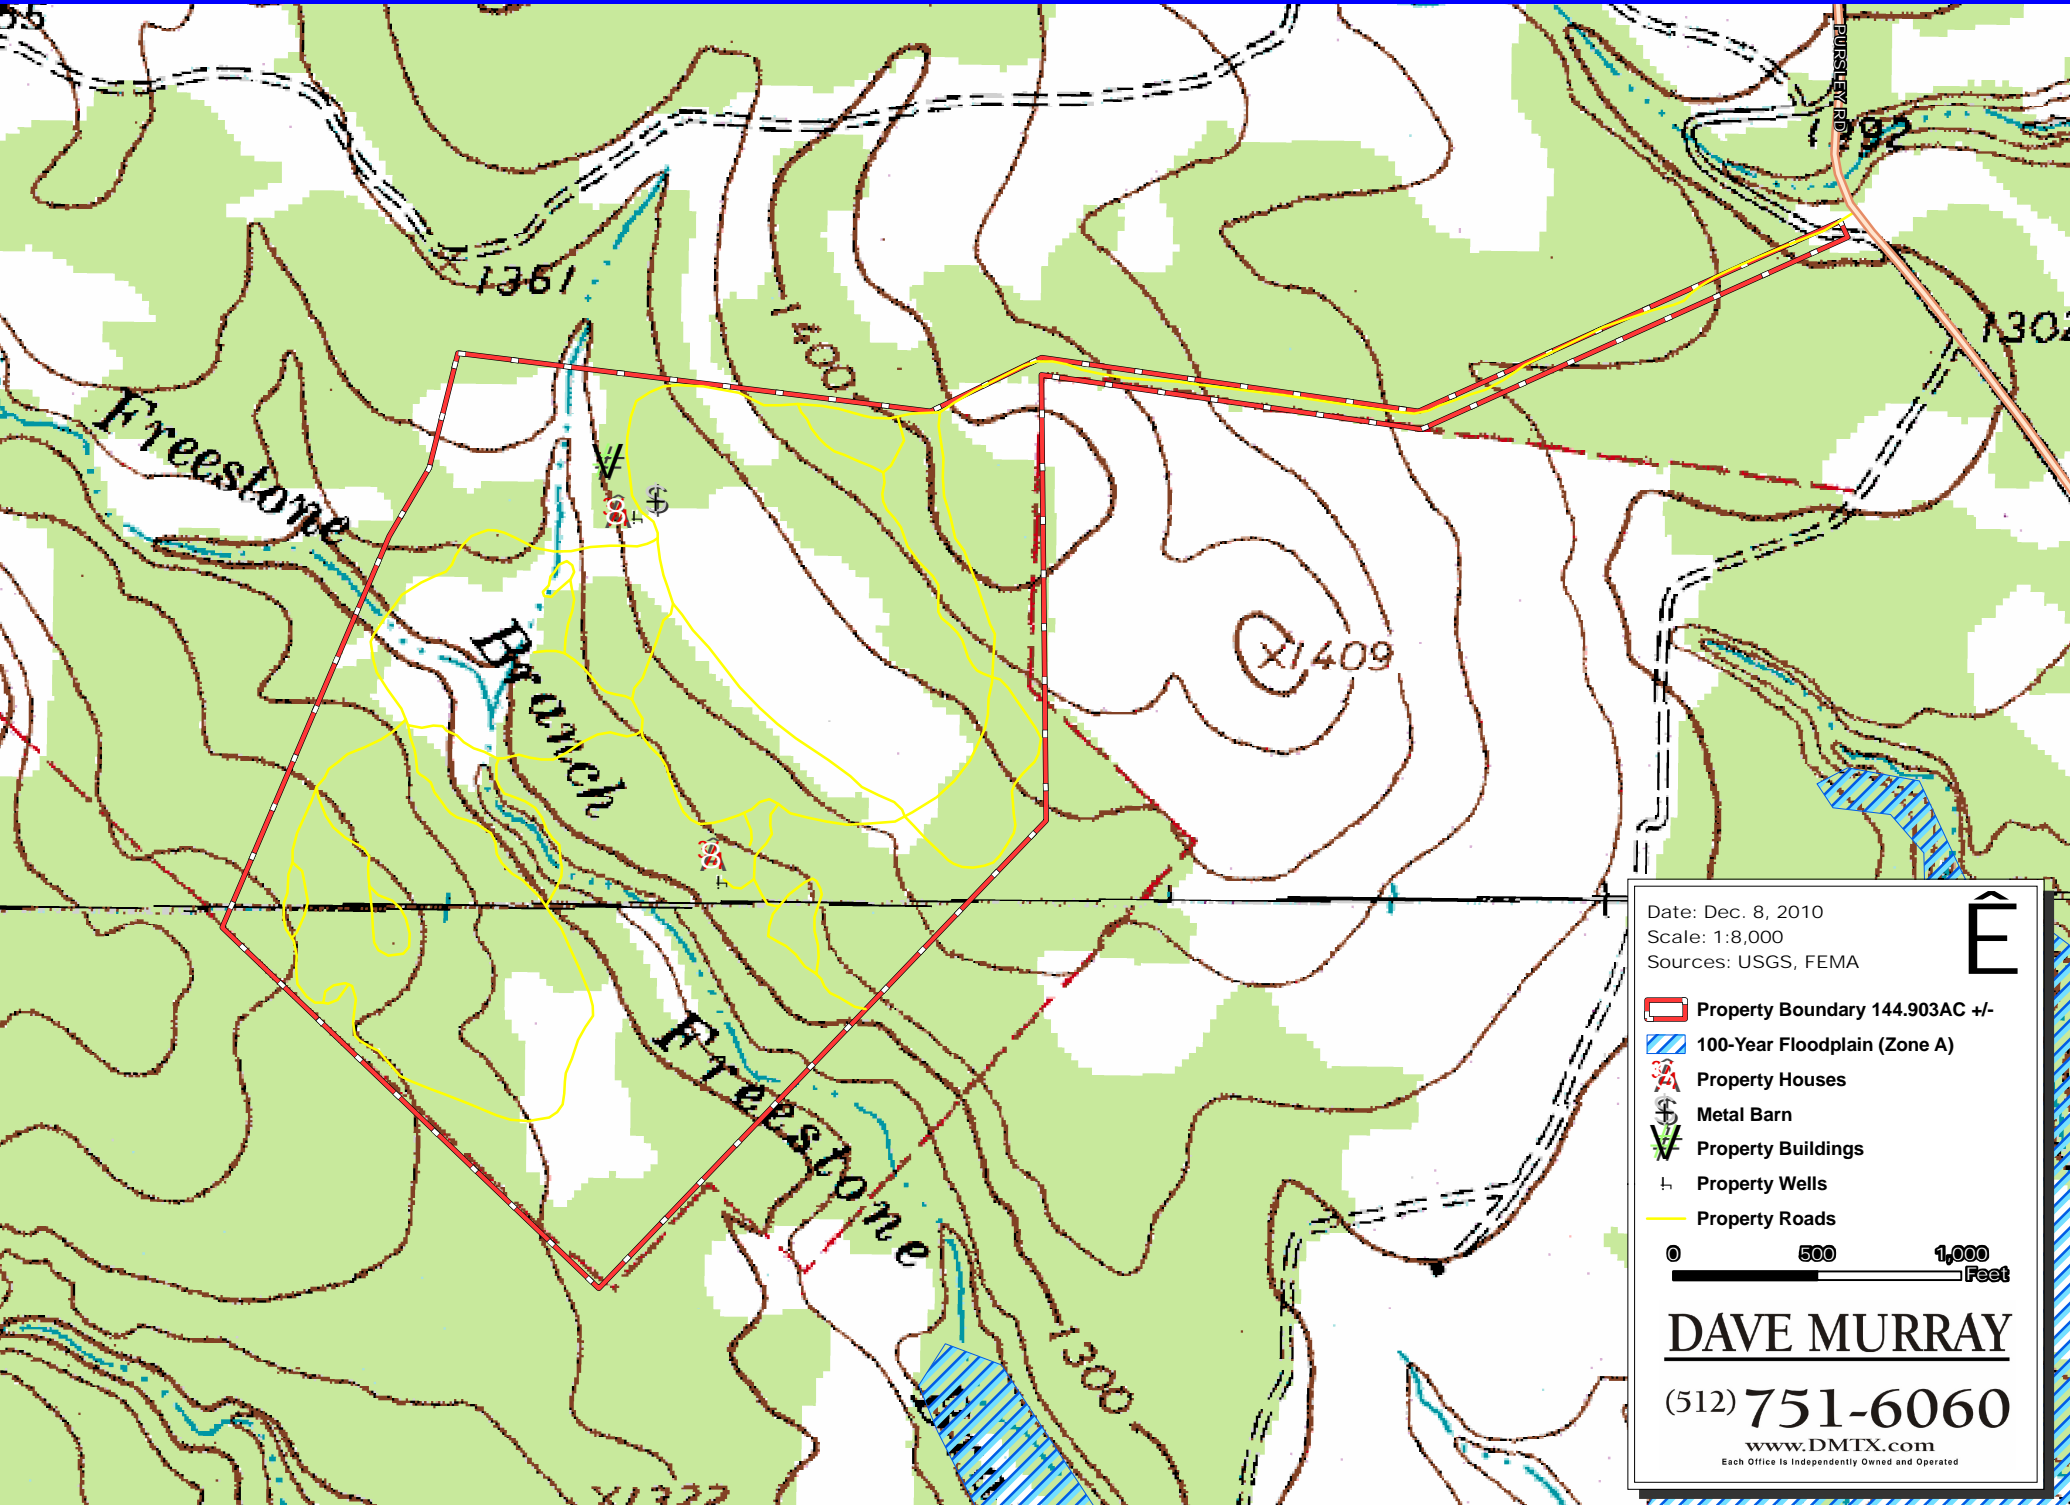 PURSLEY RD
1361
1400
1302
Freestone
Branch
X1409
Freestone
1300
X1322
Date: Dec. 8, 2010
Scale: 1:8,000
Sources: USGS, FEMA
Ê
Property Boundary 144.903AC +/-
100-Year Floodplain (Zone A)
Property Houses
Metal Barn
Property Buildings
Property Wells
Property Roads
0 500 1,000
Feet
DAVE MURRAY
(512) 751-6060
www.DMTX.com
Each Office Is Independently Owned and Operated